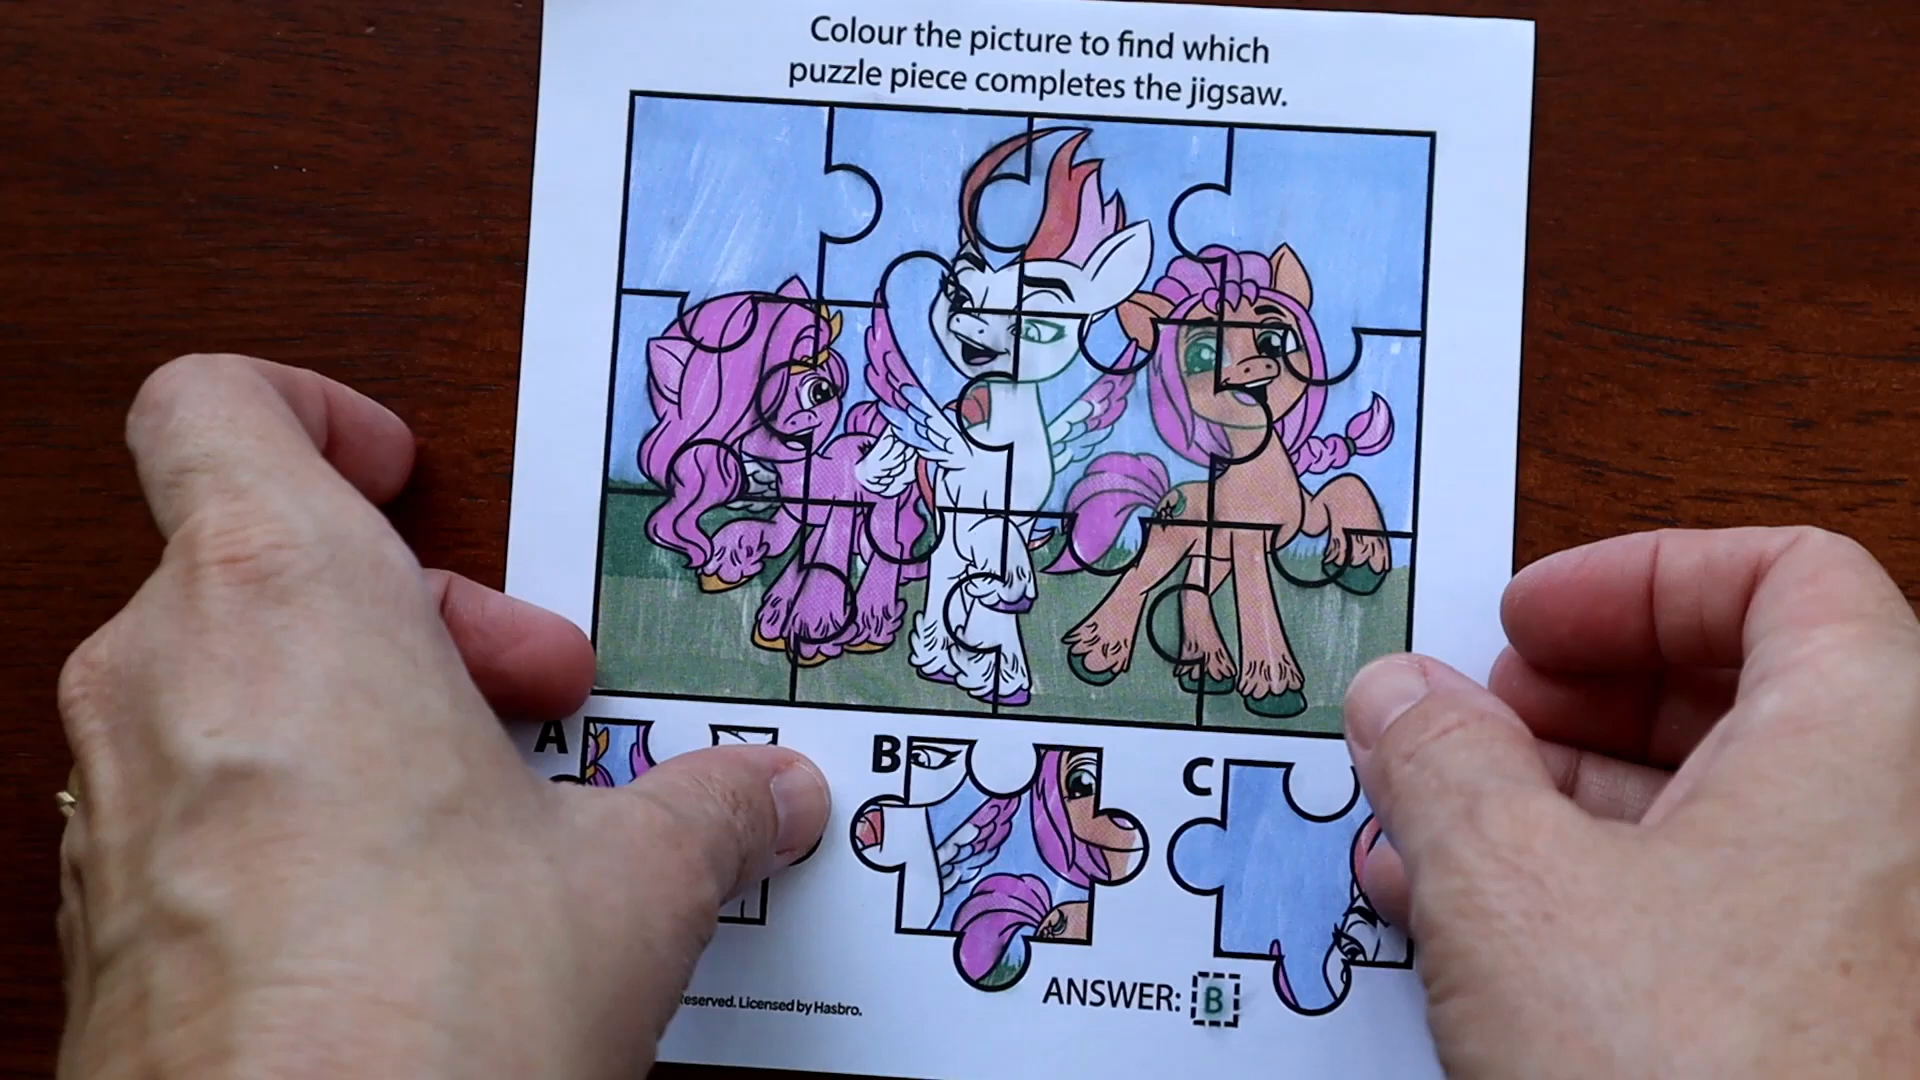 Colour the picture to find which
puzzle piece completes the jigsaw.
A
B
C
ANSWER: B
Reserved. Licensed by Hasbro.